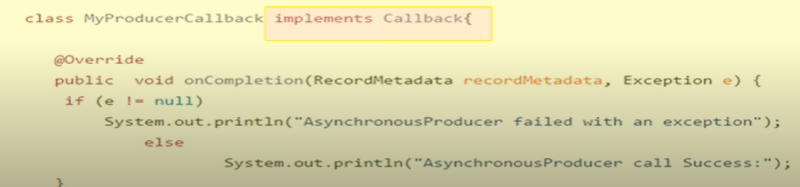 class MyProducerCallback implements Callback{
@Override
public void onCompletion(RecordMetadata recordMetadata, Exception e) {
if (e != null)
System.out.println("AsynchronousProducer failed with an exception");
else
System.out.println("AsynchronousProducer call Success:");
}